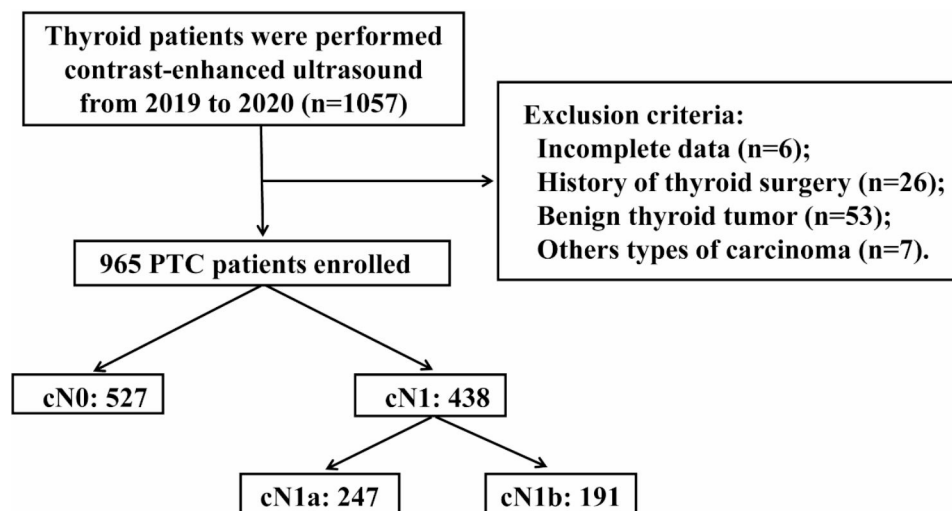 Thyroid patients were performed
contrast-enhanced ultrasound
from 2019 to 2020 (n=1057)
Exclusion criteria:
Incomplete data (n=6);
History of thyroid surgery (n=26);
Benign thyroid tumor (n=53);
Others types of carcinoma (n=7).
965 PTC patients enrolled
cN0: 527
cN1: 438
cN1a: 247
cN1b: 191